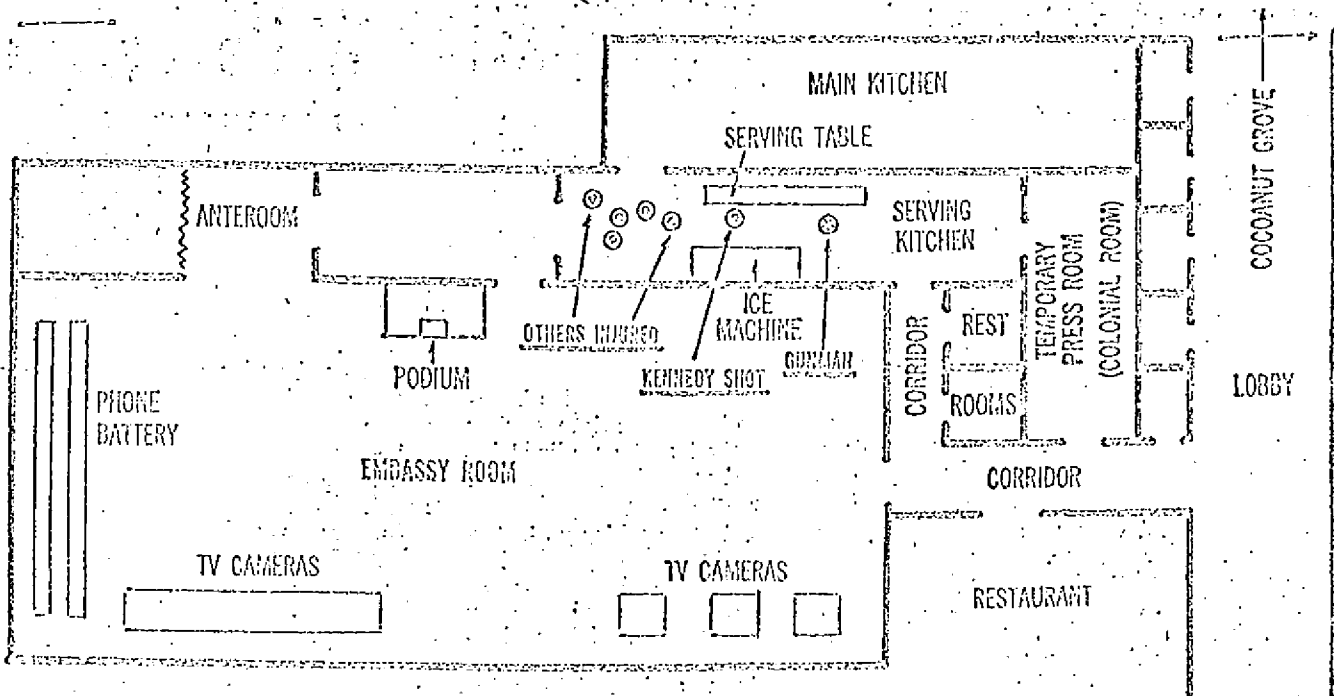 MAIN KITCHEN
SERVING TABLE
COCOANUT GROVE
ANTEROOM
SERVING
KITCHEN
TEMPORARY
PRESS ROOM
(COLONIAL ROOM)
OTHERS INJURED
ICE
MACHINE
KENNEDY SHOT
GUNMAN
CORRIDOR
REST
ROOMS
LOBBY
PODIUM
PHONE
BATTERY
EMBASSY ROOM
CORRIDOR
TV CAMERAS
TV CAMERAS
RESTAURANT